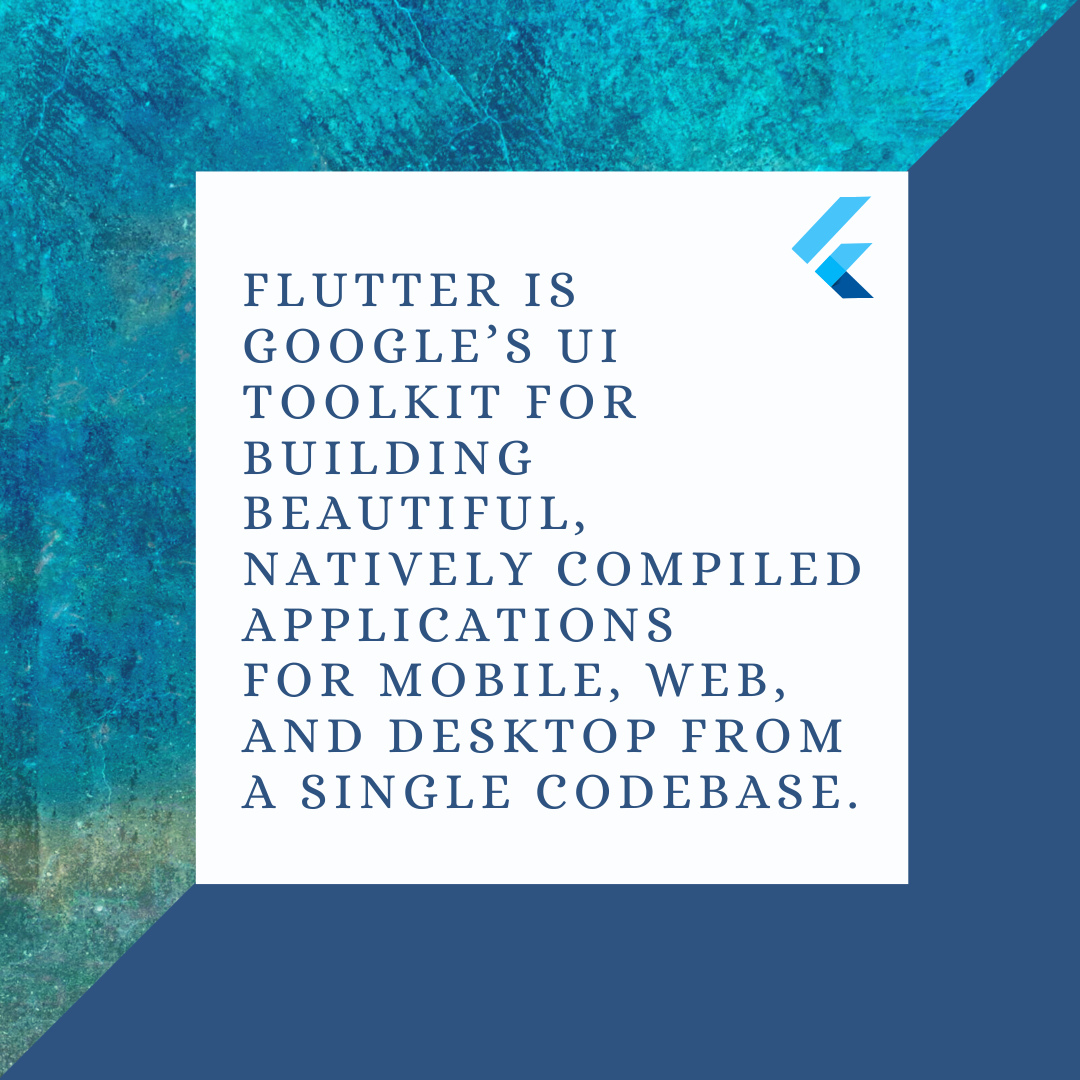 FLUTTER IS
GOOGLE’S UI
TOOLKIT FOR
BUILDING
BEAUTIFUL,
NATIVELY COMPILED
APPLICATIONS
FOR MOBILE, WEB,
AND DESKTOP FROM
A SINGLE CODEBASE.